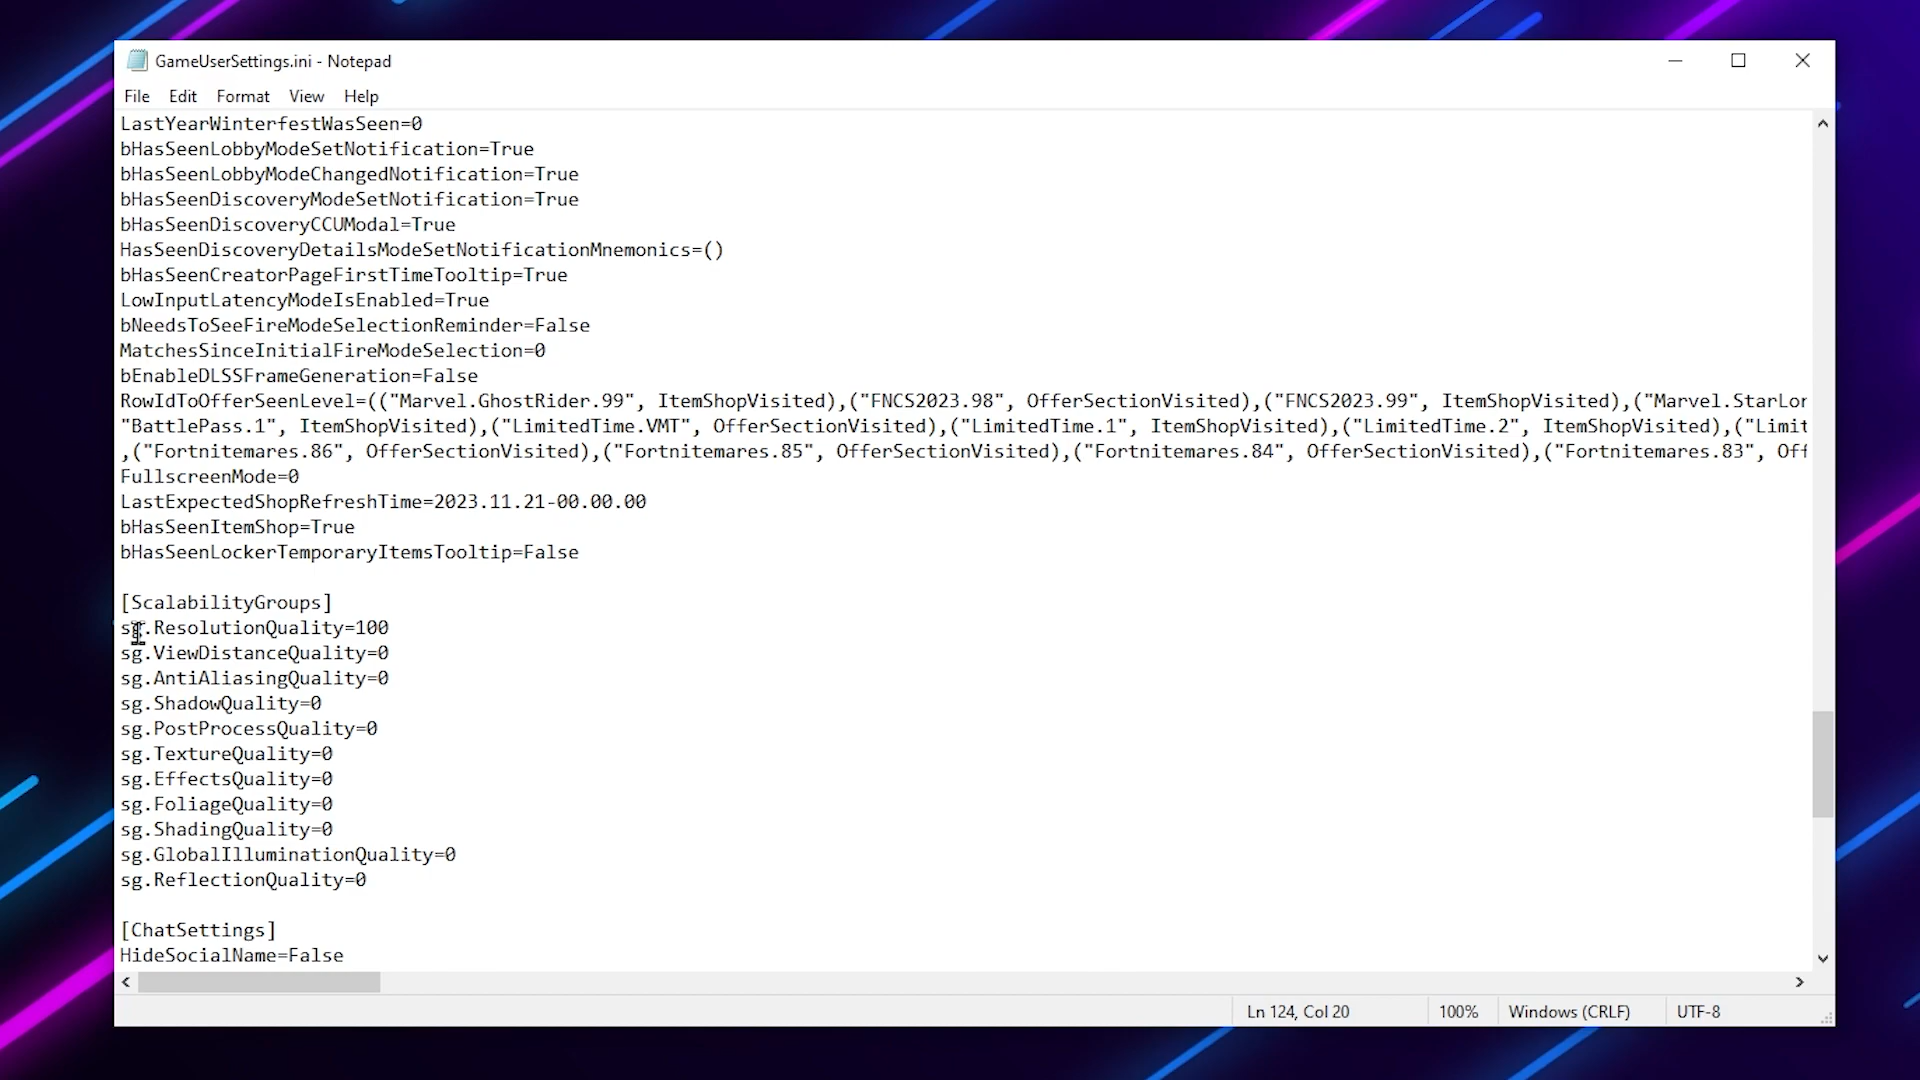 GameUserSettings.ini - Notepad
File Edit Format View Help
LastYearWinterfestWasSeen=0
bHasSeenLobbyModeSetNotification=True
bHasSeenLobbyModeChangedNotification=True
bHasSeenDiscoveryModeSetNotification=True
bHasSeenDiscoveryCCUModal=True
HasSeenDiscoveryDetailsModeSetNotificationMnemonics=()
bHasSeenCreatorPageFirstTimeTooltip=True
LowInputLatencyModeIsEnabled=True
bNeedsToSeeFireModeSelectionReminder=False
MatchesSinceInitialFireModeSelection=0
bEnableDLSSFrameGeneration=False
RowIdToOfferSeenLevel=(("Marvel.GhostRider.99", ItemShopVisited),("FNCS2023.98", OfferSectionVisited),("FNCS2023.99", ItemShopVisited),("Marvel.StarLor
"BattlePass.1", ItemShopVisited),("LimitedTime.VMT", OfferSectionVisited),("LimitedTime.1", ItemShopVisited),("LimitedTime.2", ItemShopVisited),("Limit
,("Fortnitemares.86", OfferSectionVisited),("Fortnitemares.85", OfferSectionVisited),("Fortnitemares.84", OfferSectionVisited),("Fortnitemares.83", Off
FullscreenMode=0
LastExpectedShopRefreshTime=2023.11.21-00.00.00
bHasSeenItemShop=True
bHasSeenLockerTemporaryItemsTooltip=False
[ScalabilityGroups]
sg.ResolutionQuality=100
sg.ViewDistanceQuality=0
sg.AntiAliasingQuality=0
sg.ShadowQuality=0
sg.PostProcessQuality=0
sg.TextureQuality=0
sg.EffectsQuality=0
sg.FoliageQuality=0
sg.ShadingQuality=0
sg.GlobalIlluminationQuality=0
sg.ReflectionQuality=0
[ChatSettings]
HideSocialName=False
Ln 124, Col 20 100% Windows (CRLF) UTF-8